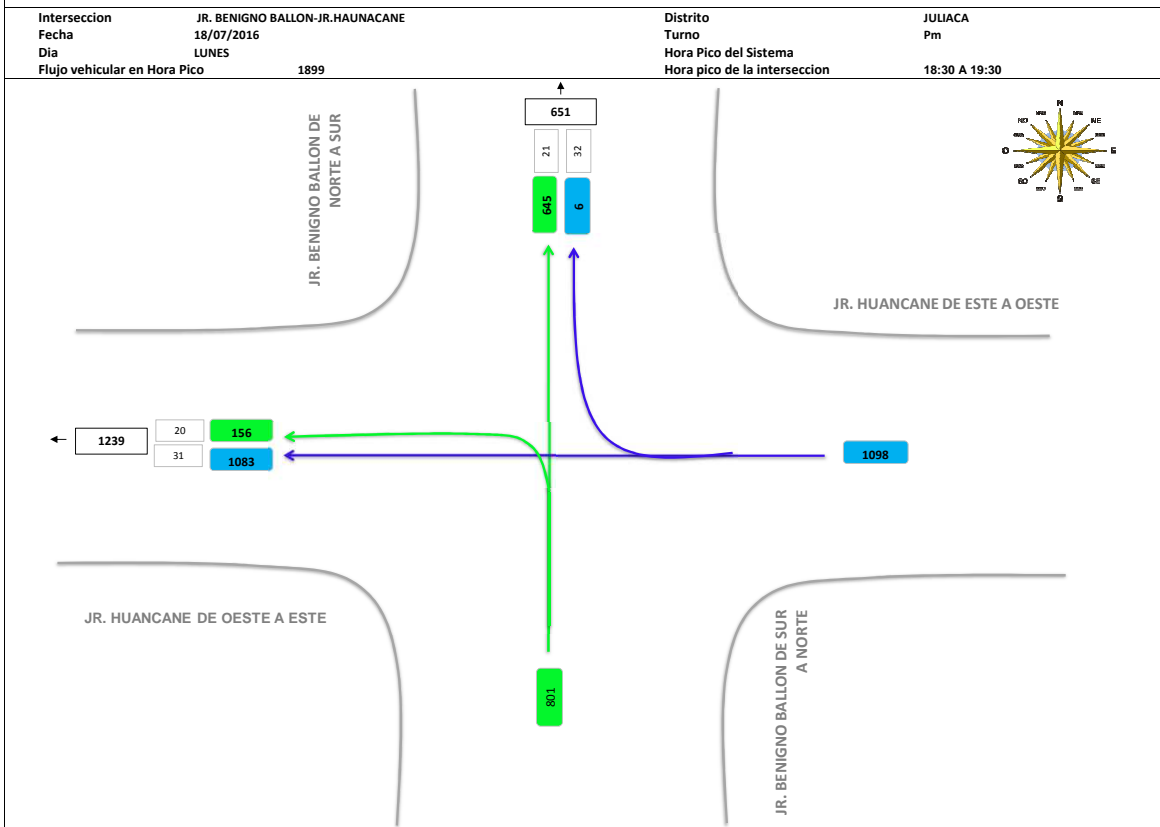 Interseccion JR. BENIGNO BALLON-JR.HAUNACANE Distrito JULIACA
Fecha 18/07/2016 Turno Pm
Dia LUNES Hora Pico del Sistema
Flujo vehicular en Hora Pico 1899 Hora pico de la interseccion 18:30 A 19:30
651
21 32
645 6
JR. BENIGNO BALLON DE
NORTE A SUR
N
NO NE
O E
SO SE
S
JR. HUANCANE DE ESTE A OESTE
1239
20 156
31 1083
1098
JR. HUANCANE DE OESTE A ESTE
801
JR. BENIGNO BALLON DE SUR
A NORTE